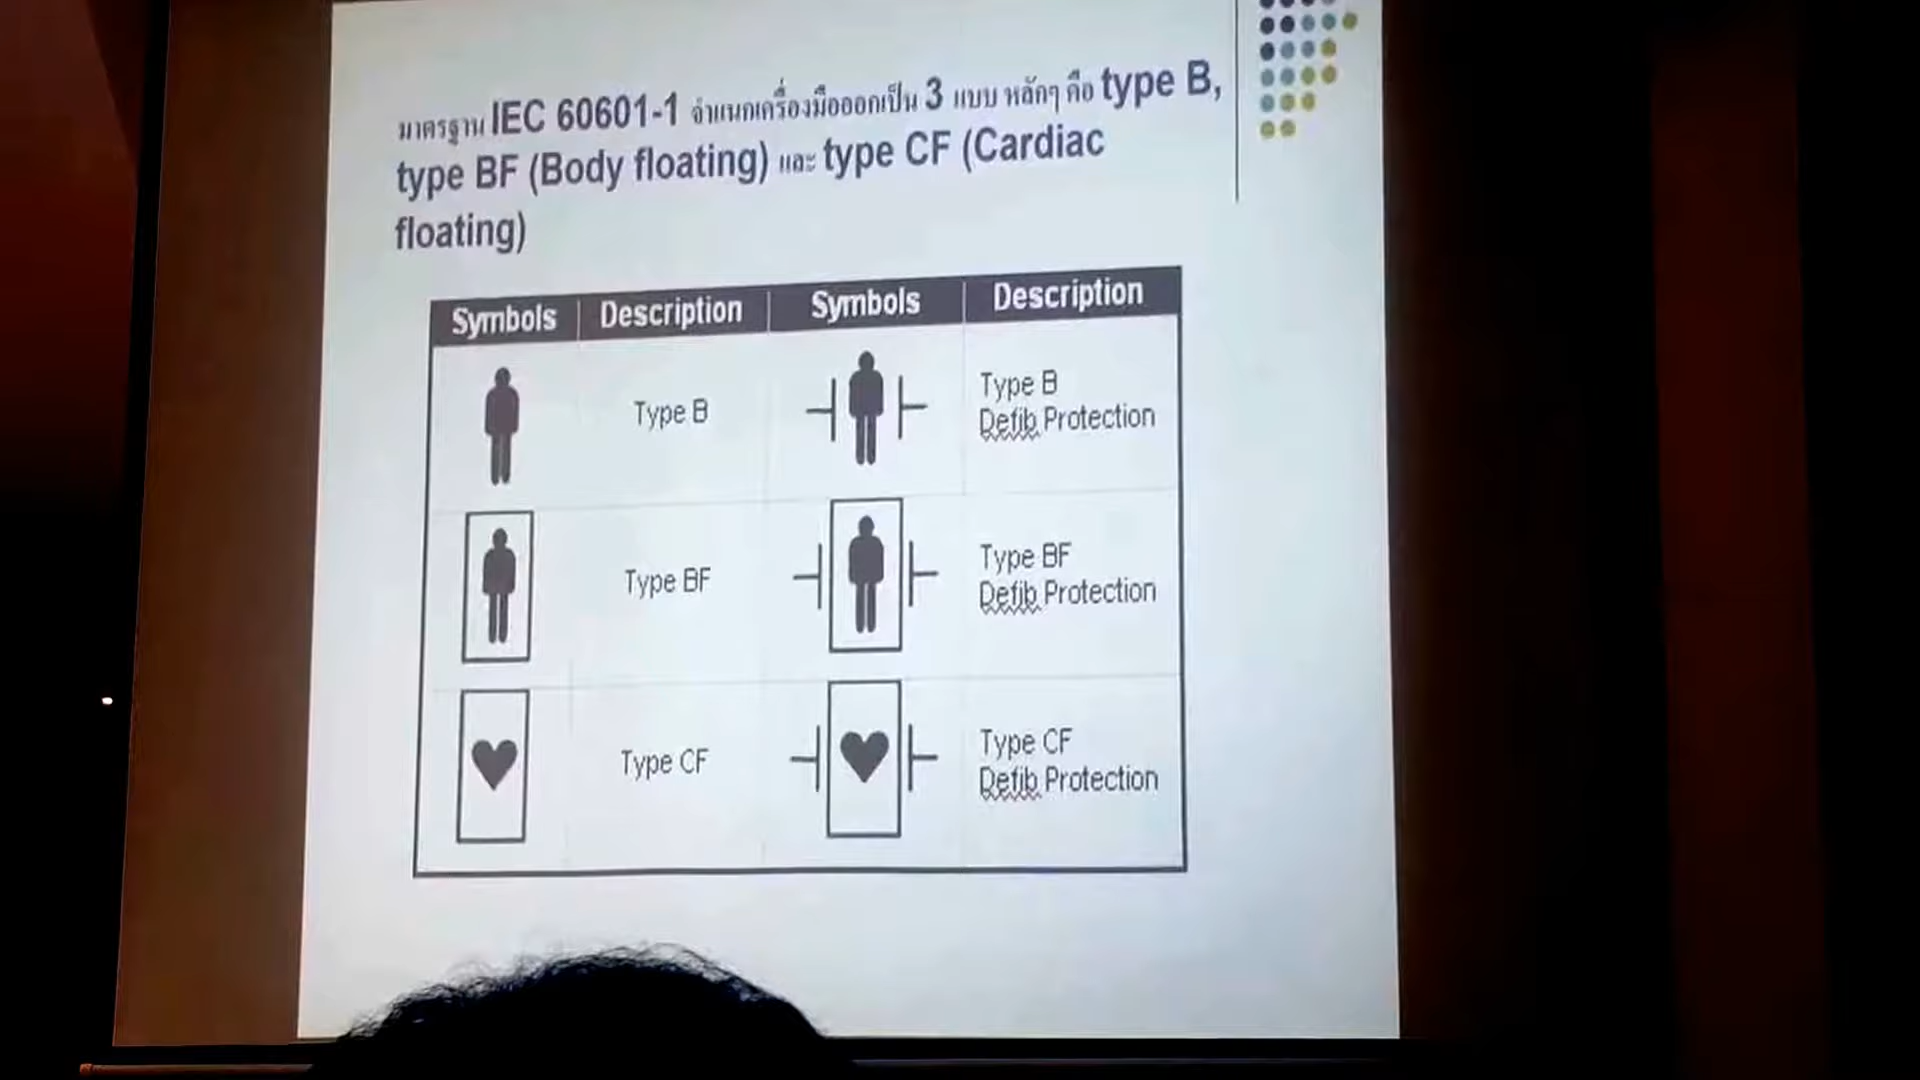 มาตรฐาน IEC 60601-1 จำแนกเครื่องมือออกเป็น 3 แบบ หลักๆ คือ type B,
type BF (Body floating) และ type CF (Cardiac
floating)
Symbols Description Symbols Description
Type B
Type B
Defib Protection
Type BF
Type BF
Defib Protection
Type CF
Type CF
Defib Protection